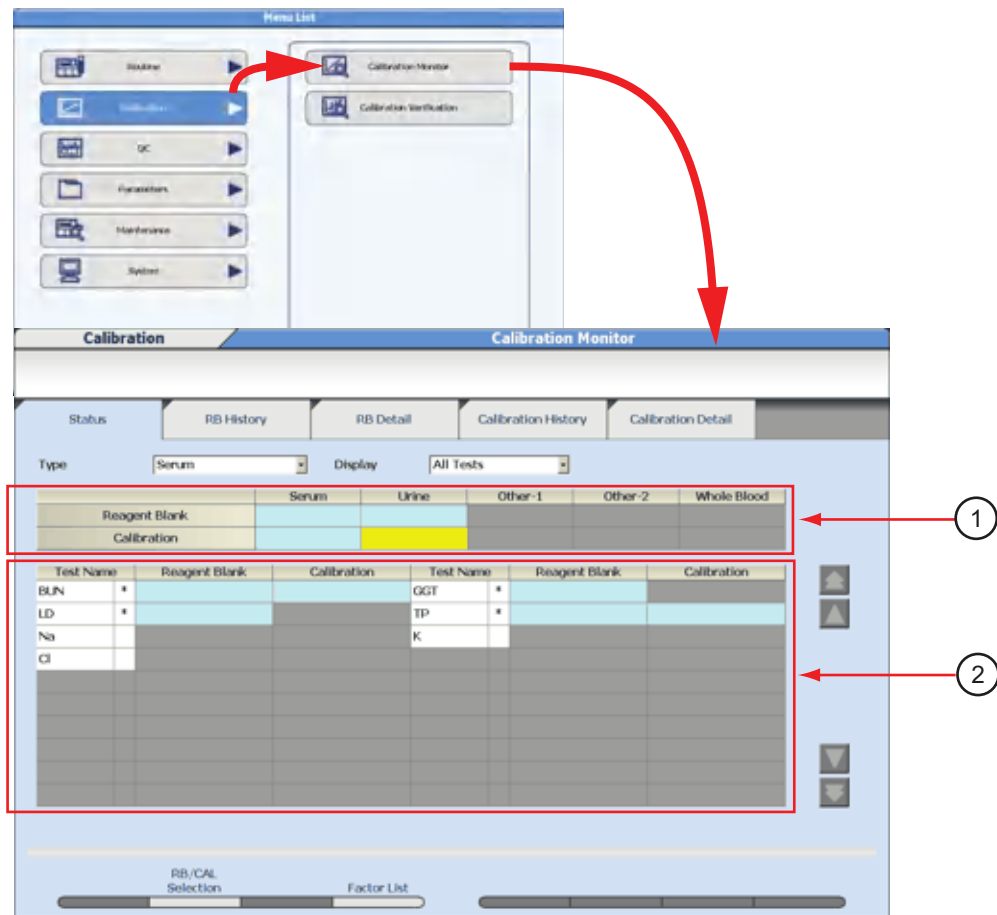 Menu List
Routine
Calibration Monitor
Calibration
Calibration Verification
QC
Parameters
Maintenance
System
Calibration
Calibration Monitor
Status
RB History
RB Detail
Calibration History
Calibration Detail
Type
Serum
Display
All Tests
Serum Urine Other-1 Other-2 Whole Blood
Reagent Blank
Calibration
1
Test Name Reagent Blank Calibration Test Name Reagent Blank Calibration
BUN * GGT *
LD * TP *
Na K
Cl
2
RB/CAL
Selection
Factor List